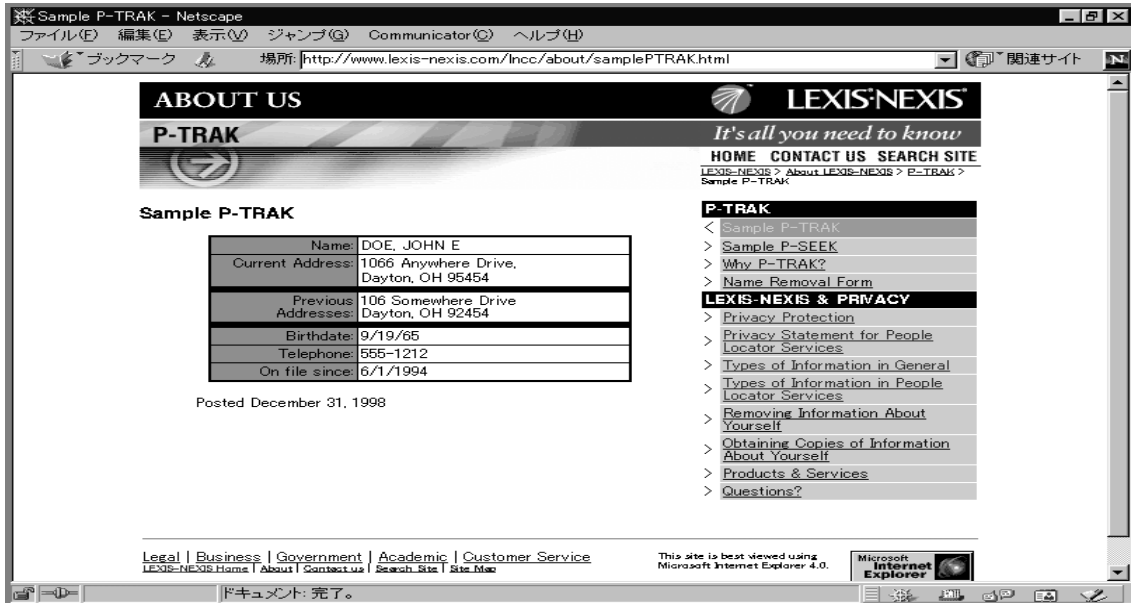 Sample P-TRAK - Netscape
ファイル(F) 編集(E) 表示(V) ジャンプ(G) Communicator(C) ヘルプ(H)
ブックマーク 場所: http://www.lexis-nexis.com/lncc/about/samplePTRAK.html 関連サイト N
ABOUT US LEXIS·NEXIS
P-TRAK It's all you need to know
HOME CONTACT US SEARCH SITE
LEXIS-NEXIS > About LEXIS-NEXIS > P-TRAK >
Sample P-TRAK
Sample P-TRAK
Name: DOE, JOHN E
Current Address: 1066 Anywhere Drive,
Dayton, OH 95454
Previous Addresses: 106 Somewhere Drive
Dayton, OH 92454
Birthdate: 9/19/65
Telephone: 555-1212
On file since: 6/1/1994
Posted December 31, 1998
P-TRAK
< Sample P-TRAK
> Sample P-SEEK
> Why P-TRAK?
> Name Removal Form
LEXIS-NEXIS & PRIVACY
> Privacy Protection
> Privacy Statement for People
Locator Services
> Types of Information in General
> Types of Information in People
Locator Services
> Removing Information About
Yourself
> Obtaining Copies of Information
About Yourself
> Products & Services
> Questions?
Legal | Business | Government | Academic | Customer Service
LEXIS-NEXIS Home | About | Contact us | Search Site | Site Map
This site is best viewed using
Microsoft Internet Explorer 4.0.
Microsoft
Internet
Explorer
ドキュメント: 完了。